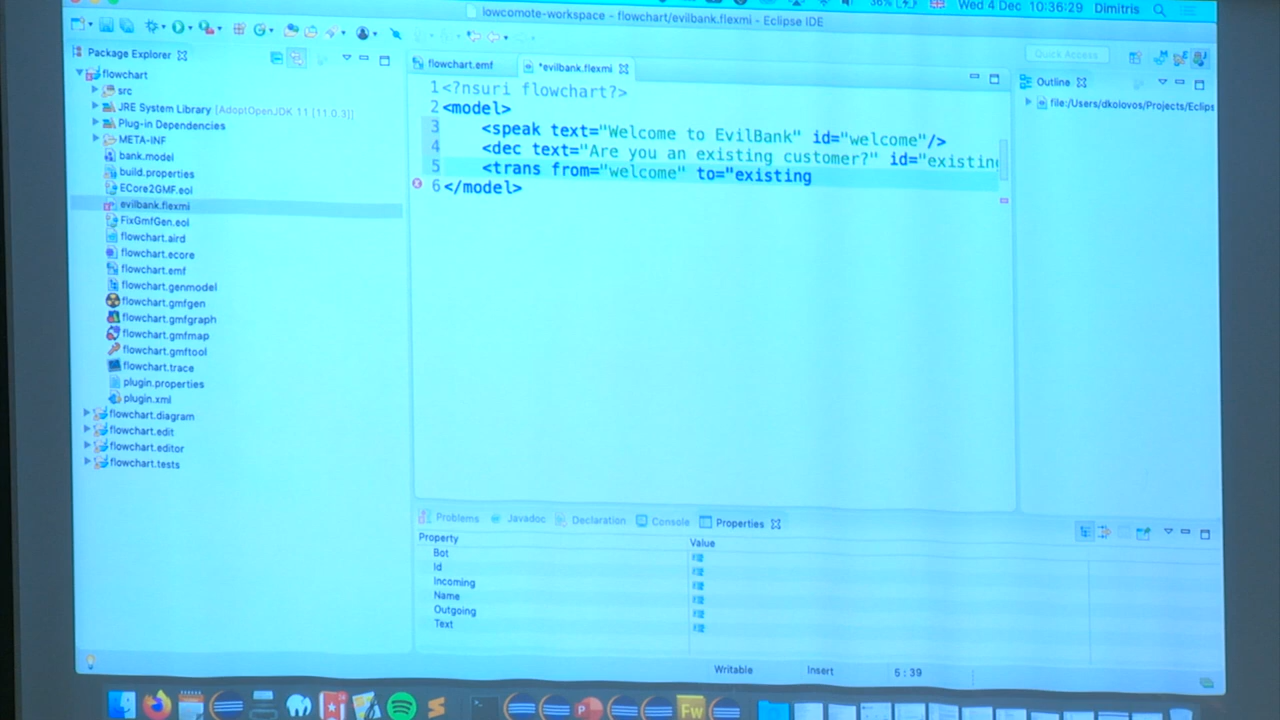 36%
Wed 4 Dec 10:36:29 Dimitris
lowcomote-workspace - flowchart/evilbank.flexmi - Eclipse IDE
Quick Access
Package Explorer
flowchart
src
JRE System Library [AdoptOpenJDK 11 [11.0.3]]
Plug-in Dependencies
META-INF
bank.model
build.properties
ECore2GMF.eol
evilbank.flexmi
FixGmfGen.eol
flowchart.aird
flowchart.ecore
flowchart.emf
flowchart.genmodel
flowchart.gmfgen
flowchart.gmfgraph
flowchart.gmfmap
flowchart.gmftool
flowchart.trace
plugin.properties
plugin.xml
flowchart.diagram
flowchart.edit
flowchart.editor
flowchart.tests
flowchart.emf
*evilbank.flexmi
1 <?nsuri flowchart?>
2 <model>
3 <speak text="Welcome to EvilBank" id="welcome"/>
4 <dec text="Are you an existing customer?" id="existin
5 <trans from="welcome" to="existing
6 </model>
Outline
file:/Users/dkolovos/Projects/Eclips
Problems Javadoc Declaration Console Properties
Property Value
Bot
Id
Incoming
Name
Outgoing
Text
Writable Insert 5 : 39
Fw